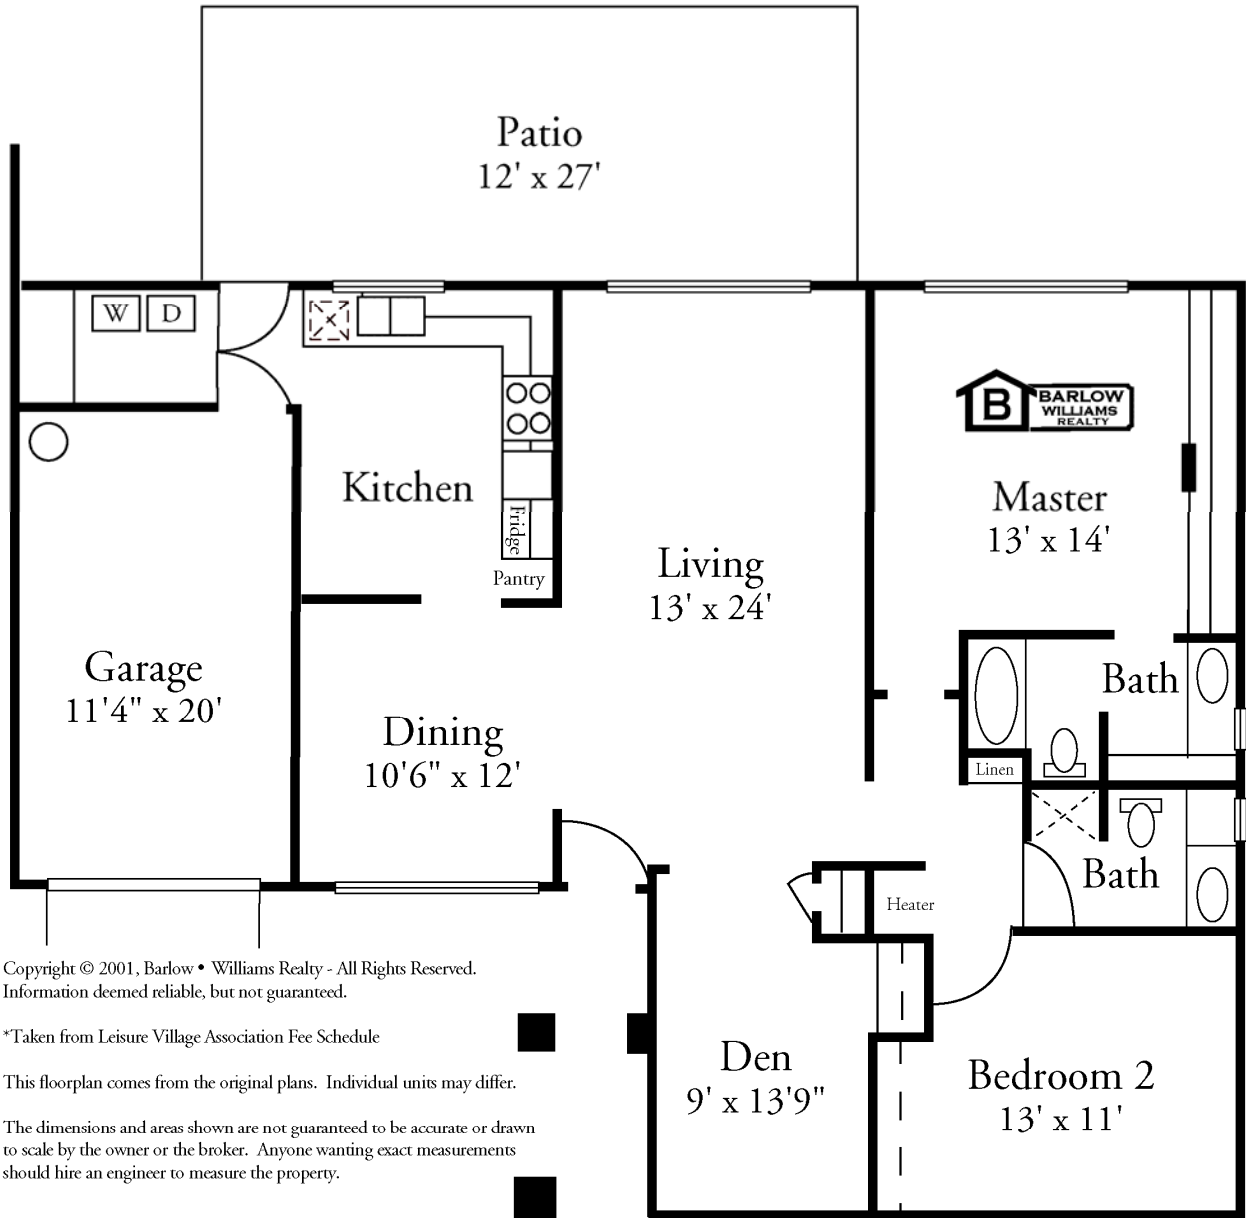 Patio
12' x 27'
W D
B BARLOW
WILLIAMS
REALTY
Kitchen
Master
13' x 14'
Fridge
Pantry
Living
13' x 24'
Garage
11'4" x 20'
Bath
Dining
10'6" x 12'
Linen
Bath
Heater
Copyright © 2001, Barlow • Williams Realty - All Rights Reserved.
Information deemed reliable, but not guaranteed.
*Taken from Leisure Village Association Fee Schedule
This floorplan comes from the original plans. Individual units may differ.
The dimensions and areas shown are not guaranteed to be accurate or drawn
to scale by the owner or the broker. Anyone wanting exact measurements
should hire an engineer to measure the property.
Den
9' x 13'9"
Bedroom 2
13' x 11'